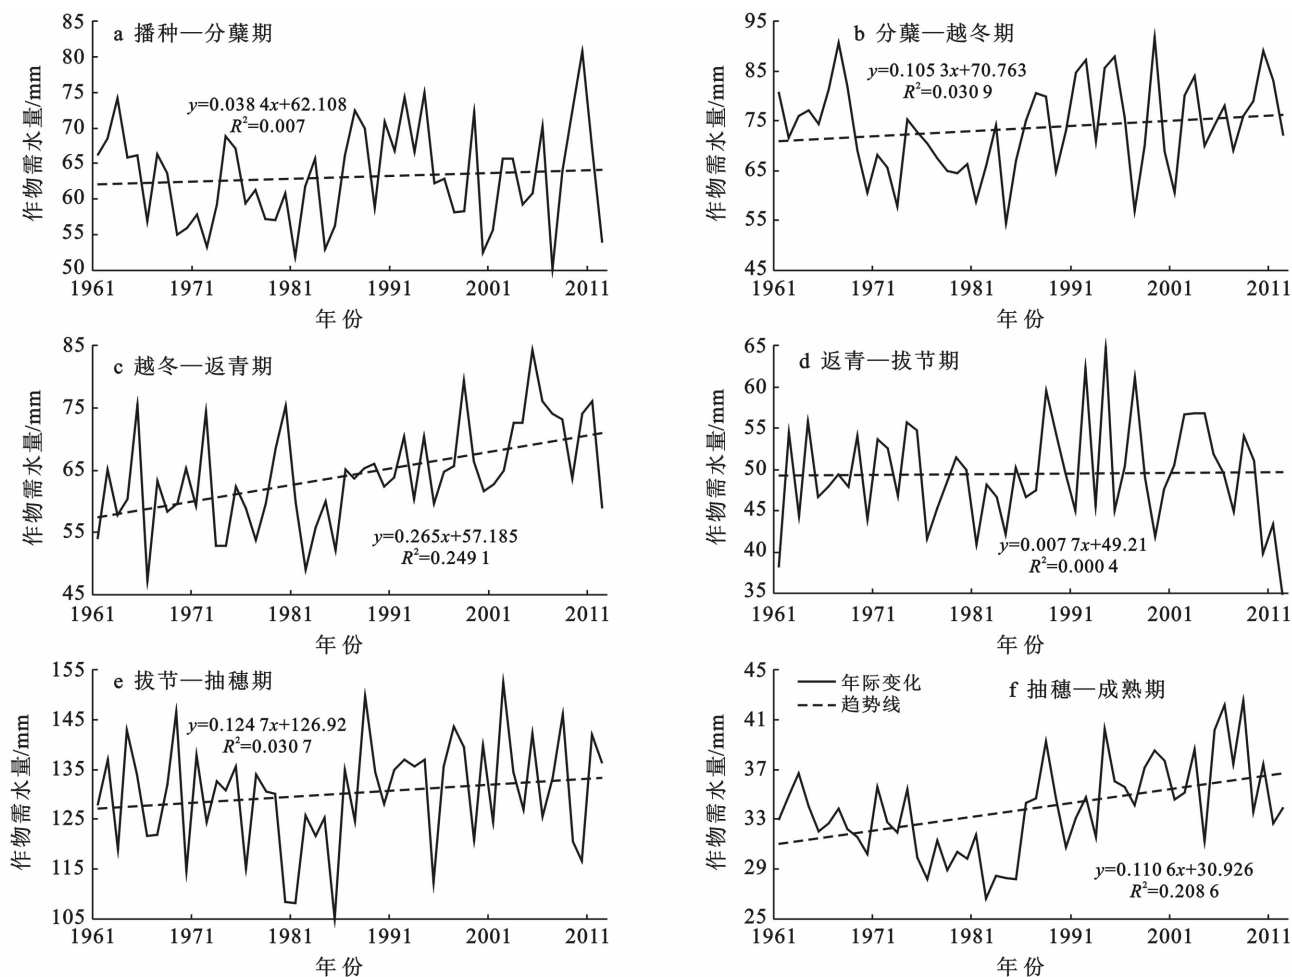 a 播种—分蘖期
y=0.038 4x+62.108
R²=0.007
作物需水量/mm
85
80
75
70
65
60
55
50
1961 1971 1981 1991 2001 2011
年份
b 分蘖—越冬期
y=0.105 3x+70.763
R²=0.030 9
作物需水量/mm
95
85
75
65
55
45
1961 1971 1981 1991 2001 2011
年份
c 越冬—返青期
y=0.265x+57.185
R²=0.249 1
作物需水量/mm
85
75
65
55
45
1961 1971 1981 1991 2001 2011
年份
d 返青—拔节期
y=0.007 7x+49.21
R²=0.000 4
作物需水量/mm
65
60
55
50
45
40
35
1961 1971 1981 1991 2001 2011
年份
e 拔节—抽穗期
y=0.124 7x+126.92
R²=0.030 7
作物需水量/mm
155
145
135
125
115
105
1961 1971 1981 1991 2001 2011
年份
年际变化
趋势线
f 抽穗—成熟期
y=0.110 6x+30.926
R²=0.208 6
作物需水量/mm
45
41
37
33
29
25
1961 1971 1981 1991 2001 2011
年份